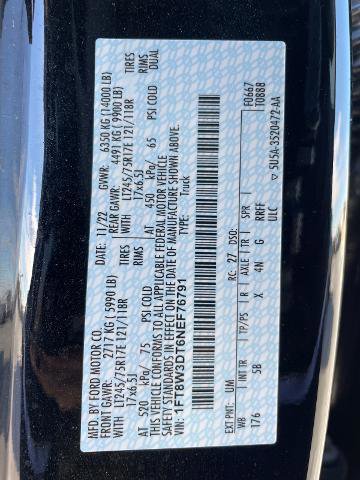 MFD. BY FORD MOTOR CO.
11/22 GVWR: 6350 KG (14000 LB)
FRONT GAWR: 2717 KG (5990 LB) REAR GAWR: 4491 KG (9900 LB)
WITH LT245/75R17E 121/118R TIRES WITH LT245/75R17E 121/118R TIRES
17x6.5J RIMS 17x6.5J RIMS
AT 520 kPa/ 75 PSI COLD AT 450 kPa/ 65 PSI COLD DUAL
THIS VEHICLE CONFORMS TO ALL APPLICABLE FEDERAL MOTOR VEHICLE
SAFETY STANDARDS IN EFFECT ON THE DATE OF MANUFACTURE SHOWN ABOVE.
VIN: 1FT8W3DT6NEF76791 TYPE: Truck
F0667
T0888
EXT PNT: UM RC: 27 DSO:
WB INT TR TP/PS R AXLE TR SPR
176 5B X 4N G RRFF
ULC
▽ 5U5A-3520472-AA